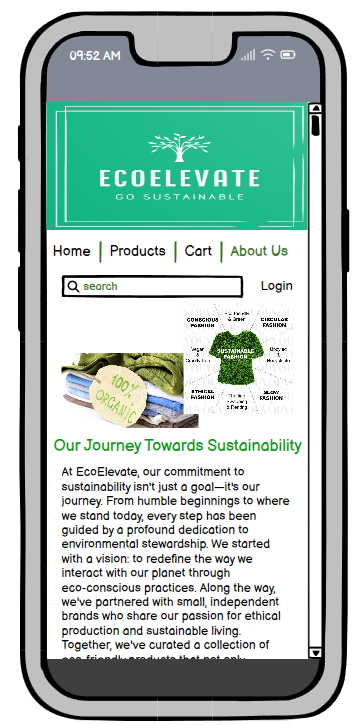 09:52 AM
ECOELEVATE
GO SUSTAINABLE
Home Products Cart About Us
search Login
CONSCIOUS FASHION
& Green
CIRCULAR FASHION
Vegan
&
SUSTAINABLE FASHION
&
ETHICAL FASHION
& Renting
SLOW FASHION
100%
ORGANIC
Our Journey Towards Sustainability
At EcoElevate, our commitment to
sustainability isn't just a goal—it's our
journey. From humble beginnings to where
we stand today, every step has been
guided by a profound dedication to
environmental stewardship. We started
with a vision: to redefine the way we
interact with our planet through
eco-conscious practices. Along the way,
we've partnered with small, independent
brands who share our passion for ethical
production and sustainable living.
Together, we've curated a collection of
eco-friendly products that not only